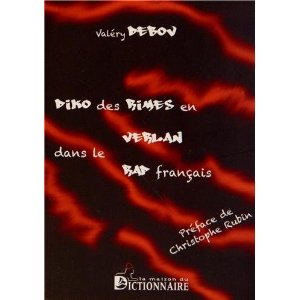 Valéry DEBOV
DIKO des RIMES en
VERLAN
dans le
RAP français
Préface de
Christophe Rubin
la maison du
DICTIONNAIRE